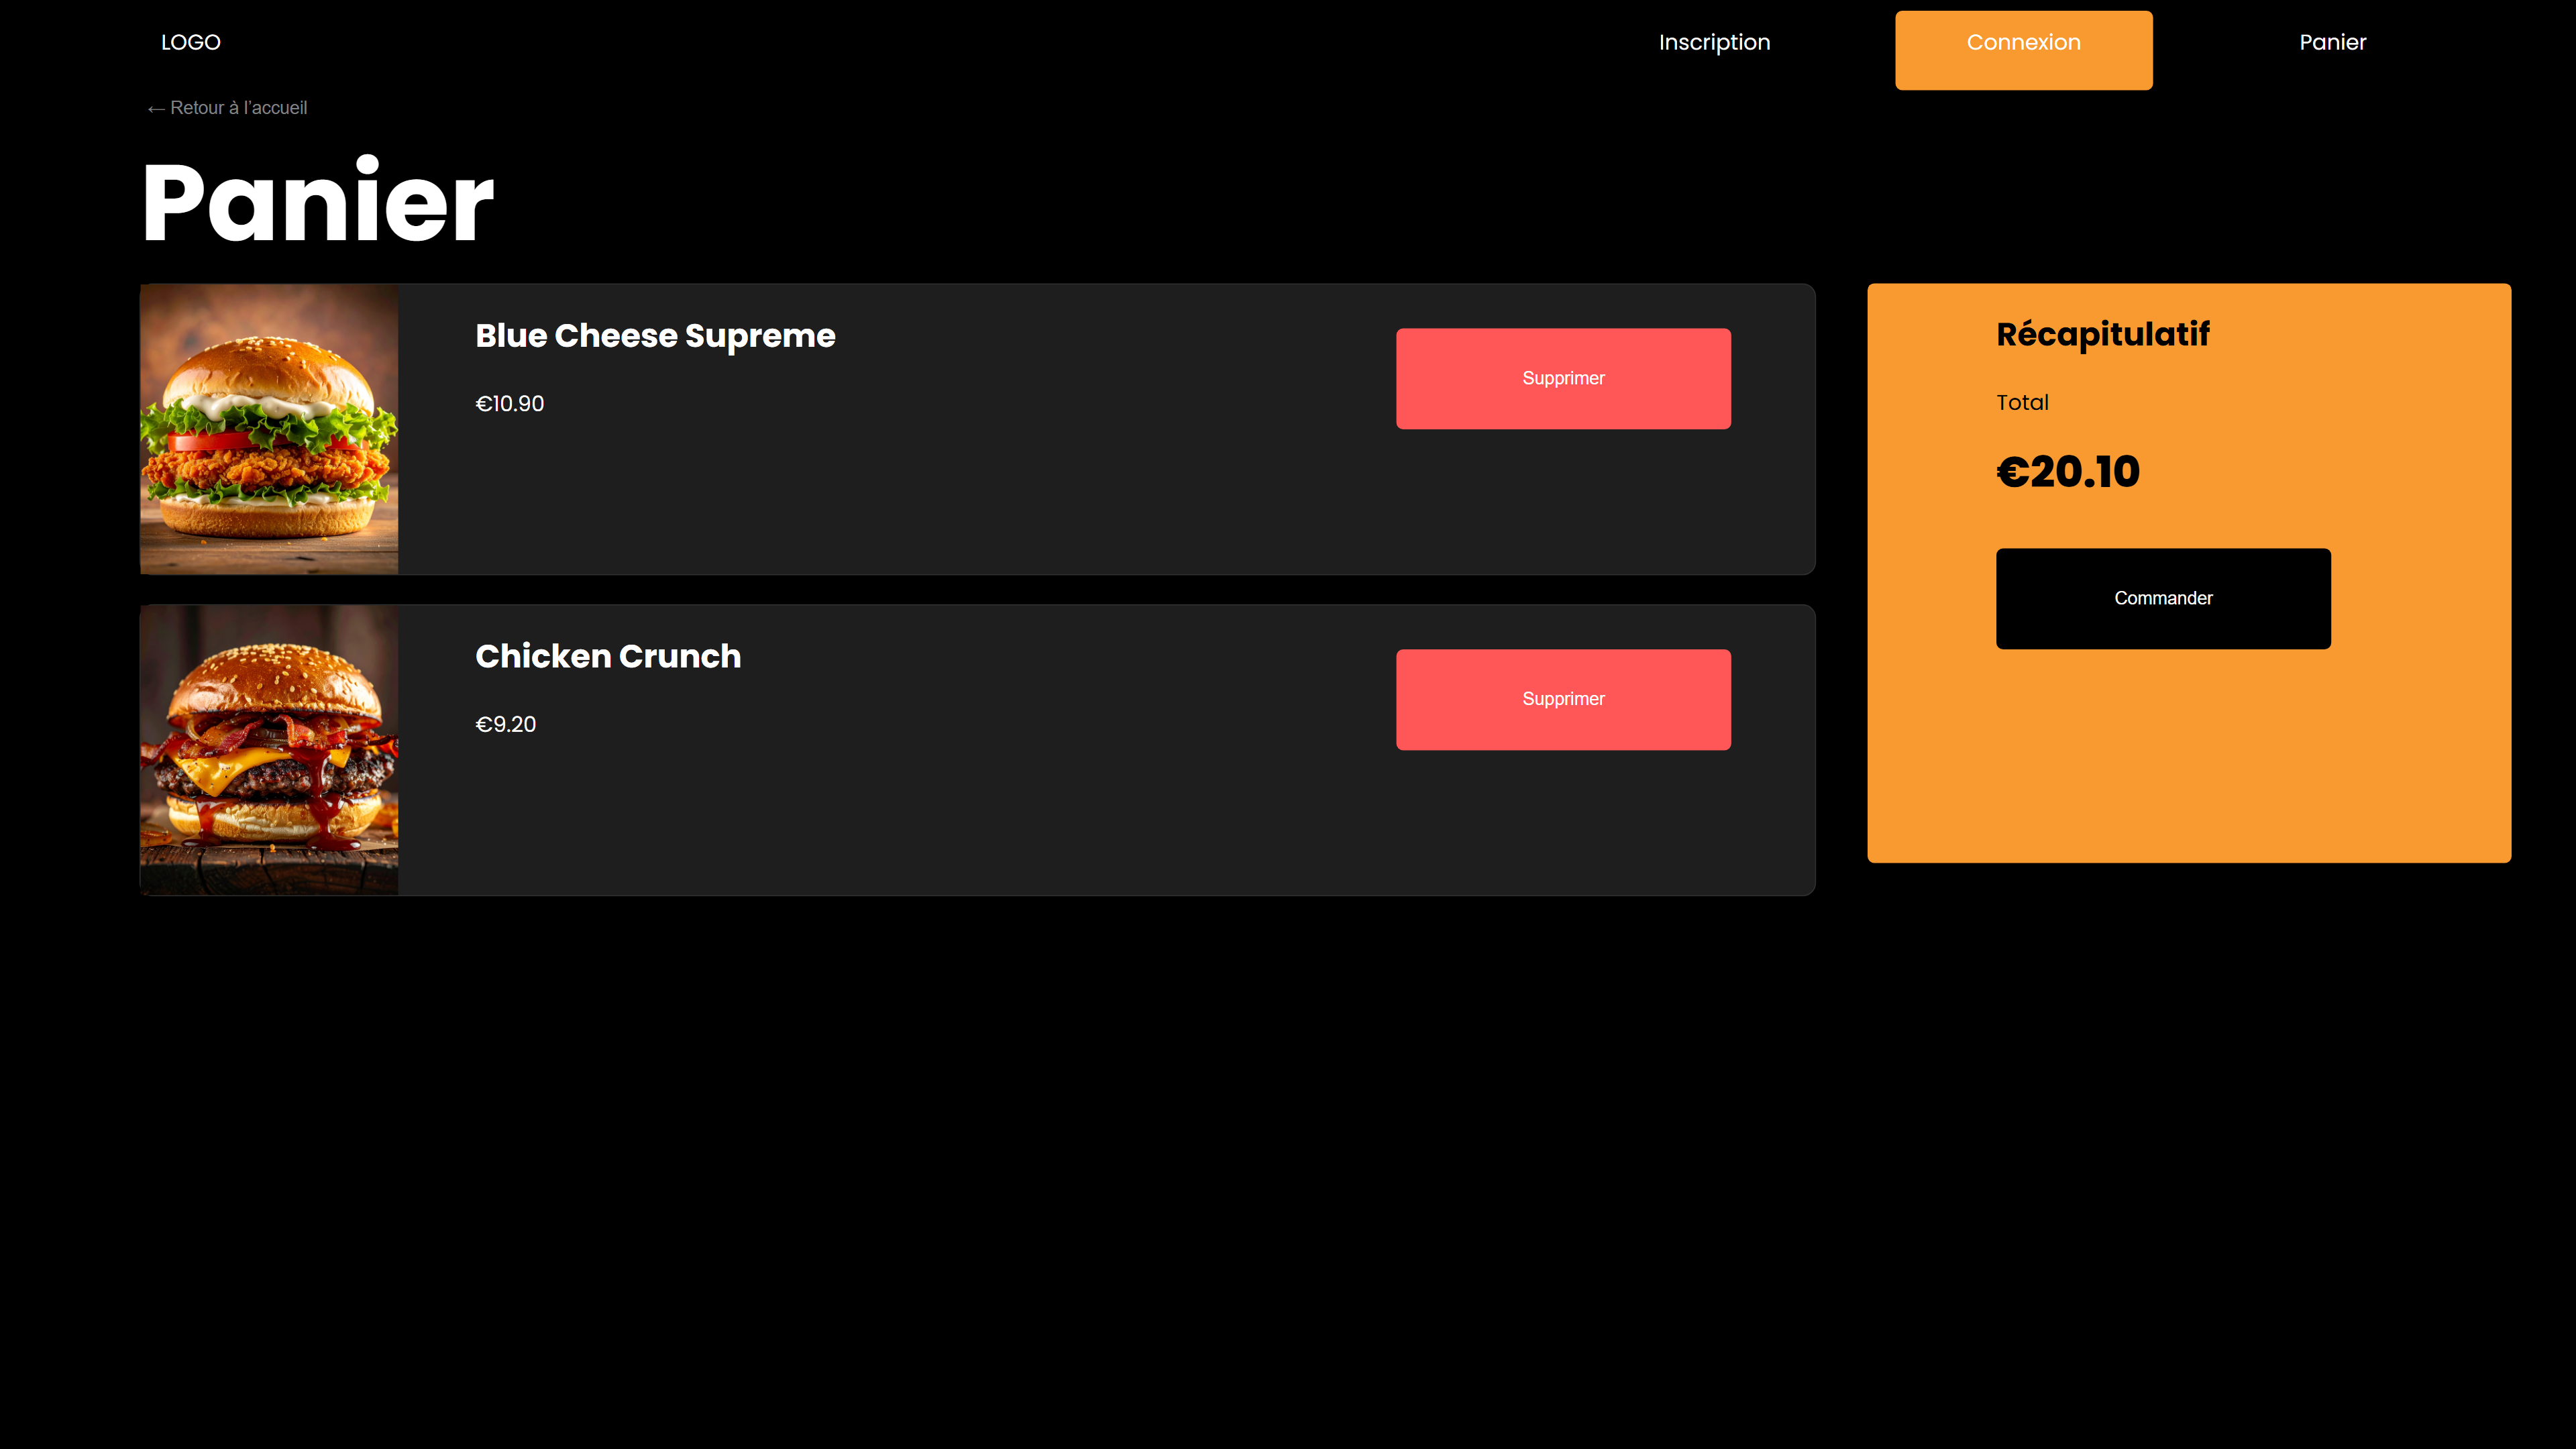 LOGO
Inscription
Connexion
Panier
← Retour à l'accueil
Panier
Blue Cheese Supreme
€10.90
Supprimer
Chicken Crunch
€9.20
Supprimer
Récapitulatif
Total
€20.10
Commander